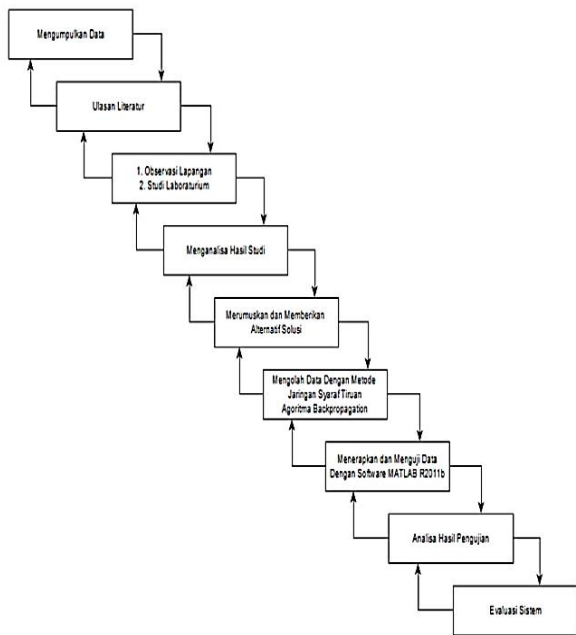 Mengumpulkan Data
Ulasan Literatur
1. Observasi Lapangan
2. Studi Laboraturium
Menganalisa Hasil Studi
Merumuskan dan Memberikan
Alternatif Solusi
Mengolah Data Dengan Metode
Jaringan Syaraf Tiruan
Agoritma Backpropagation
Menerapkan dan Menguji Data
Dengan Software MATLAB R2011b
Analisa Hasil Pengujian
Evaluasi Sistem